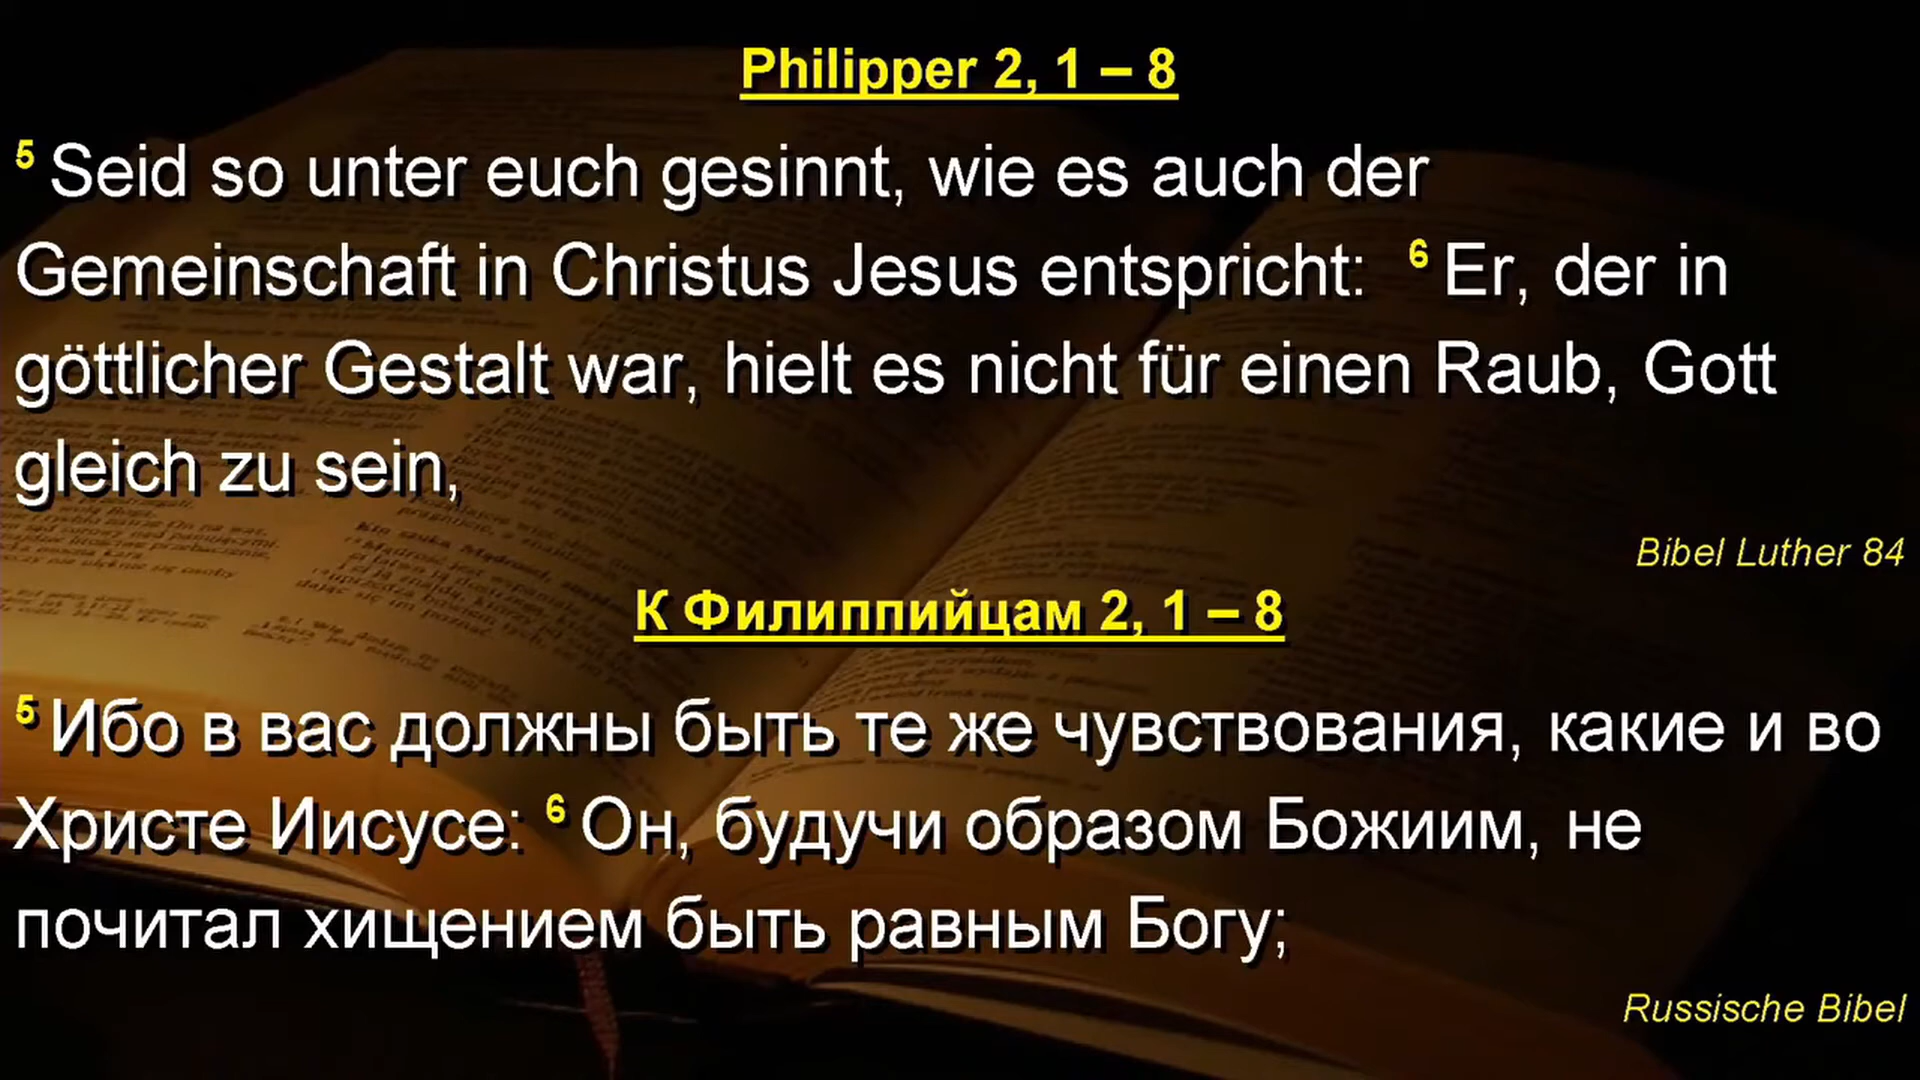 Philipper 2, 1 – 8
5 Seid so unter euch gesinnt, wie es auch der
Gemeinschaft in Christus Jesus entspricht: 6 Er, der in
göttlicher Gestalt war, hielt es nicht für einen Raub, Gott
gleich zu sein,
Bibel Luther 84
К Филиппийцам 2, 1 – 8
5 Ибо в вас должны быть те же чувствования, какие и во
Христе Иисусе: 6 Он, будучи образом Божиим, не
почитал хищением быть равным Богу;
Russische Bibel